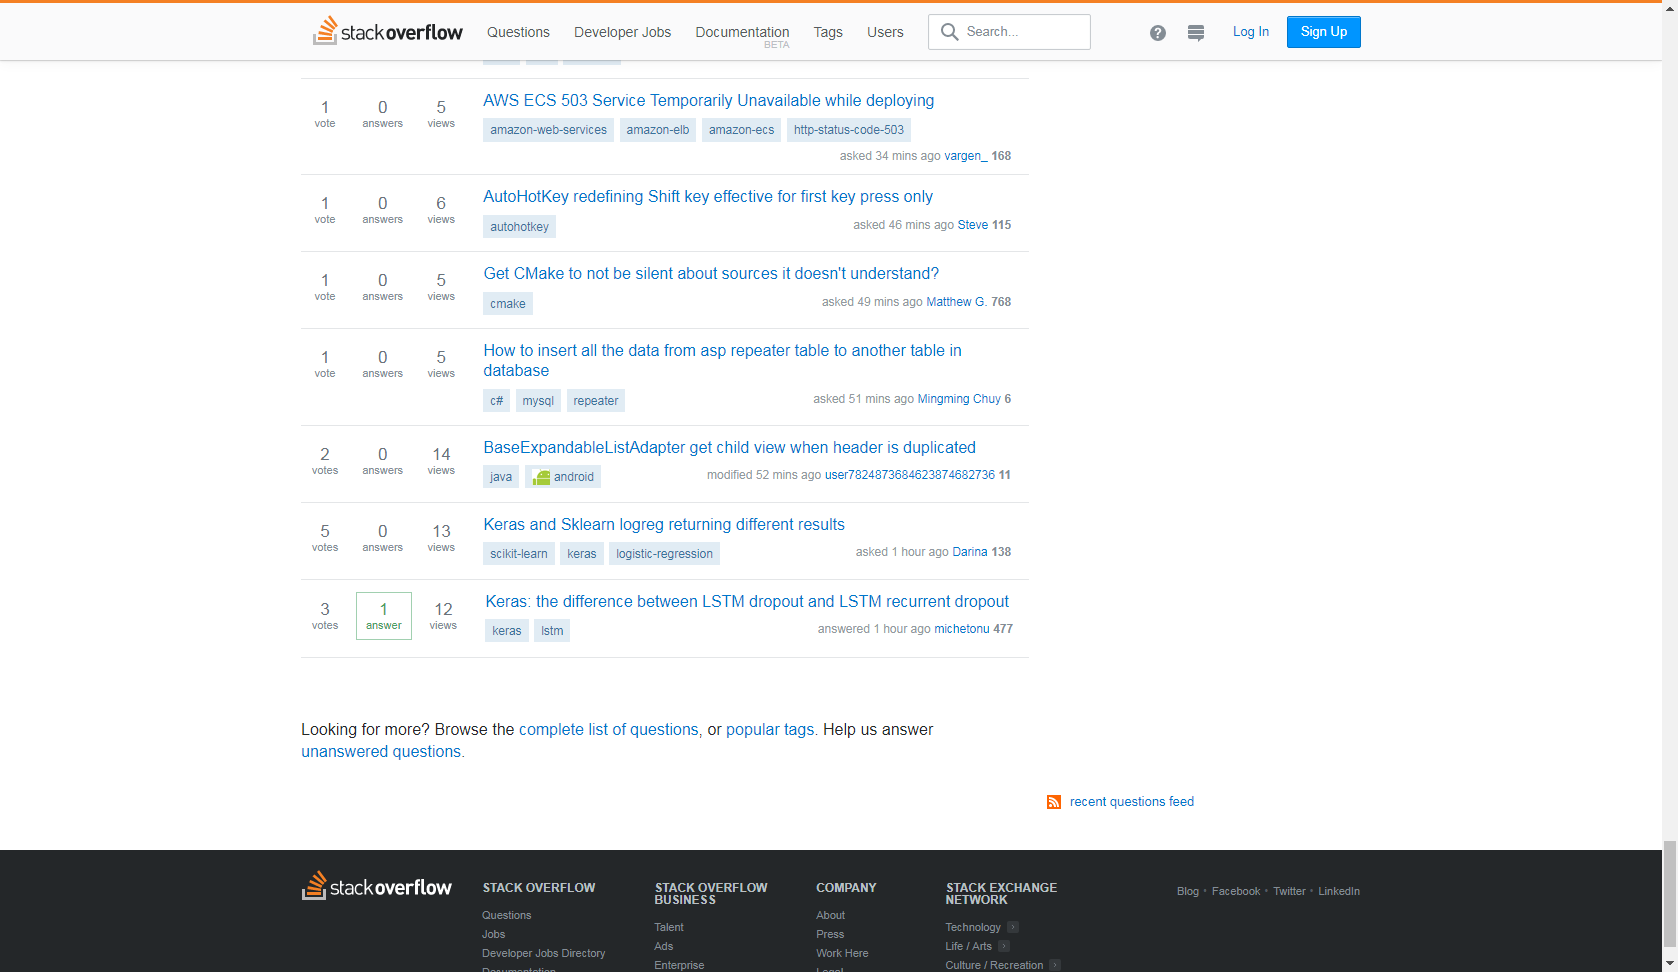 stackoverflow Questions Developer Jobs Documentation Tags Users Search... ? Log In Sign Up
BETA
1 0 5 AWS ECS 503 Service Temporarily Unavailable while deploying
vote answers views amazon-web-services amazon-elb amazon-ecs http-status-code-503
asked 34 mins ago vargen_ 168
1 0 6 AutoHotKey redefining Shift key effective for first key press only
vote answers views autohotkey asked 46 mins ago Steve 115
1 0 5 Get CMake to not be silent about sources it doesn't understand?
vote answers views cmake asked 49 mins ago Matthew G. 768
1 0 5 How to insert all the data from asp repeater table to another table in
vote answers views database
c# mysql repeater asked 51 mins ago Mingming Chuy 6
2 0 14 BaseExpandableListAdapter get child view when header is duplicated
votes answers views java android modified 52 mins ago user7824873684623874682736 11
5 0 13 Keras and Sklearn logreg returning different results
votes answers views scikit-learn keras logistic-regression asked 1 hour ago Darina 138
3 1 12 Keras: the difference between LSTM dropout and LSTM recurrent dropout
votes answer views keras lstm answered 1 hour ago michetonu 477
Looking for more? Browse the complete list of questions, or popular tags. Help us answer
unanswered questions.
recent questions feed
stackoverflow
STACK OVERFLOW
Questions
Jobs
Developer Jobs Directory
Documentation
STACK OVERFLOW
BUSINESS
Talent
Ads
Enterprise
COMPANY
About
Press
Work Here
Legal
STACK EXCHANGE
NETWORK
Technology
Life / Arts
Culture / Recreation
Blog • Facebook • Twitter • LinkedIn